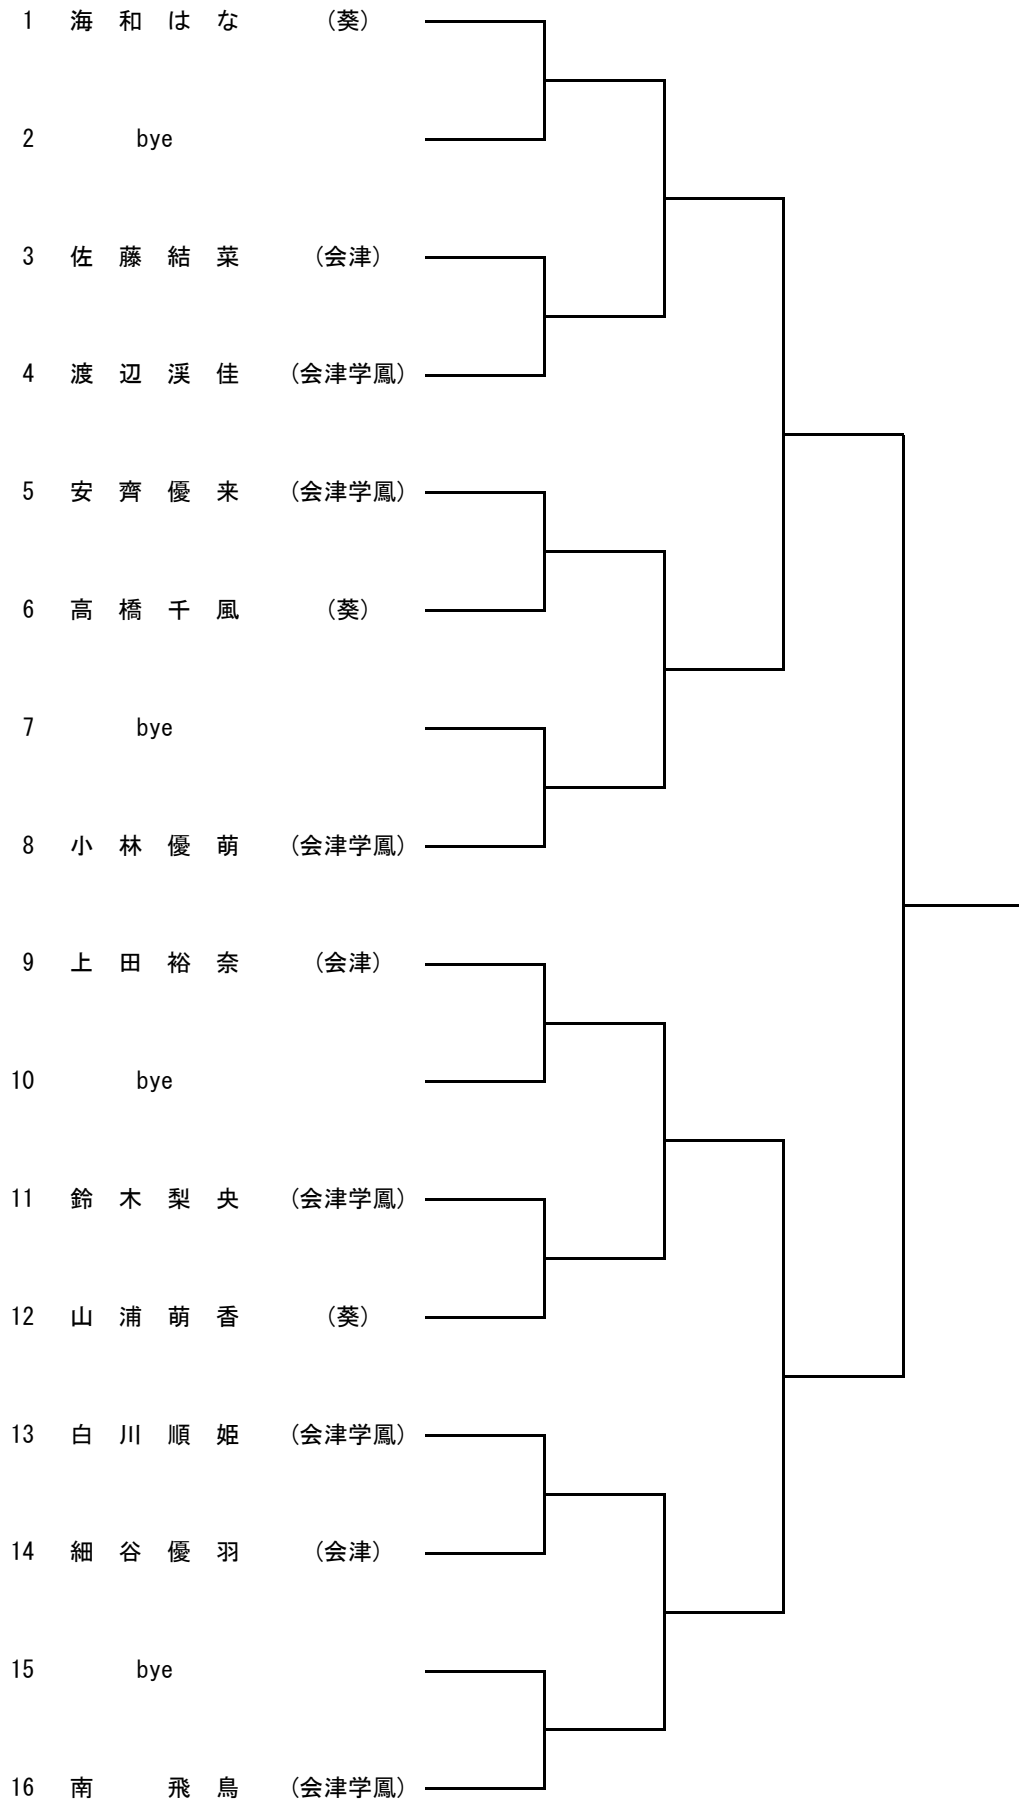 1 海和はな (葵)
2 bye
3 佐藤結菜 (会津)
4 渡辺渓佳 (会津学鳳)
5 安齊優来 (会津学鳳)
6 高橋千風 (葵)
7 bye
8 小林優萌 (会津学鳳)
9 上田裕奈 (会津)
10 bye
11 鈴木梨央 (会津学鳳)
12 山浦萌香 (葵)
13 白川順姫 (会津学鳳)
14 細谷優羽 (会津)
15 bye
16 南 飛鳥 (会津学鳳)